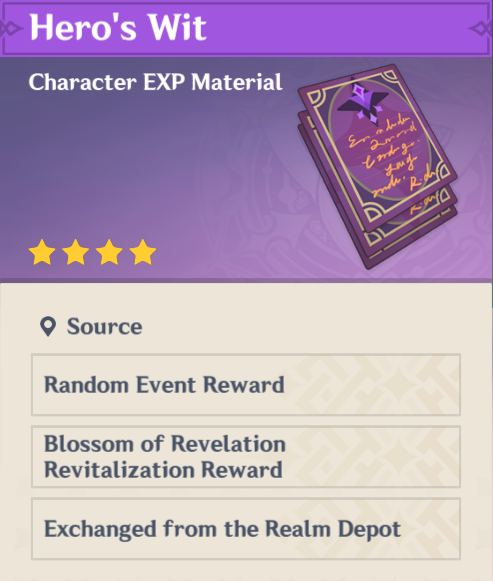 Hero's Wit
Character EXP Material
Source
Random Event Reward
Blossom of Revelation
Revitalization Reward
Exchanged from the Realm Depot